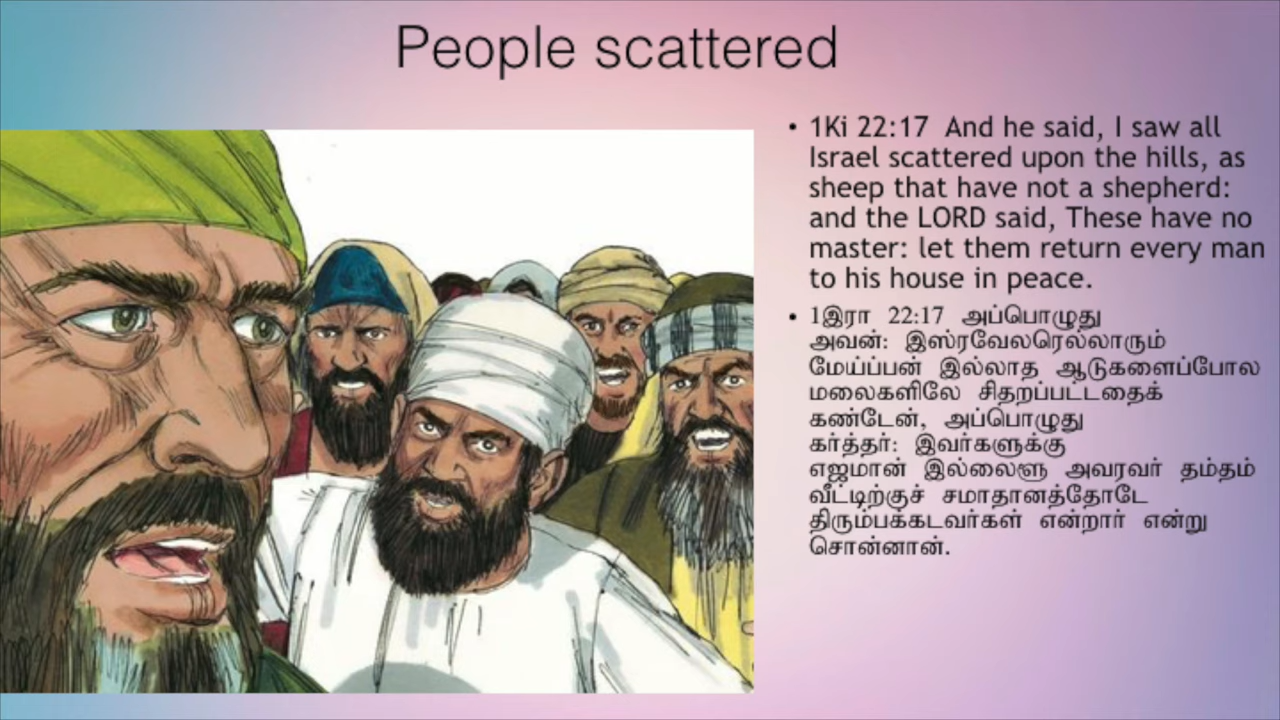 People scattered
• 1Ki 22:17 And he said, I saw all
Israel scattered upon the hills, as
sheep that have not a shepherd:
and the LORD said, These have no
master: let them return every man
to his house in peace.
• 1இரா 22:17 அப்பொழுது
அவன்: இஸ்ரவேலரெல்லாரும்
மேய்ப்பன் இல்லாத ஆடுகளைப்போல
மலைகளிலே சிதறப்பட்டதைக்
கண்டேன், அப்பொழுது
கர்த்தர்: இவர்களுக்கு
எஜமான் இல்லைளூ அவரவர் தம்தம்
வீட்டிற்குச் சமாதானத்தோடே
திரும்பக்கடவர்கள் என்றார் என்று
சொன்னான்.